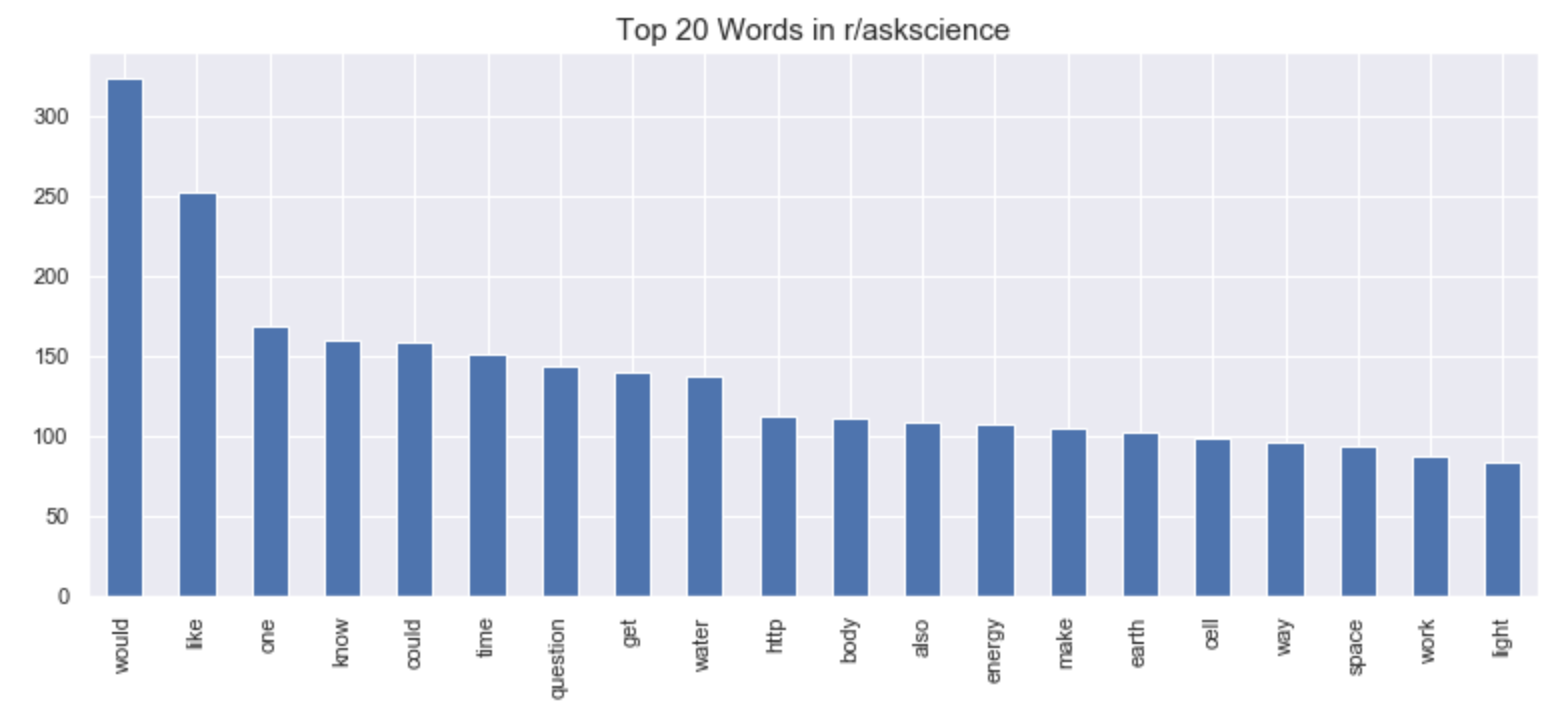 Top 20 Words in r/askscience
300
250
200
150
100
50
0
would
like
one
know
could
time
question
get
water
http
body
also
energy
make
earth
cell
way
space
work
light